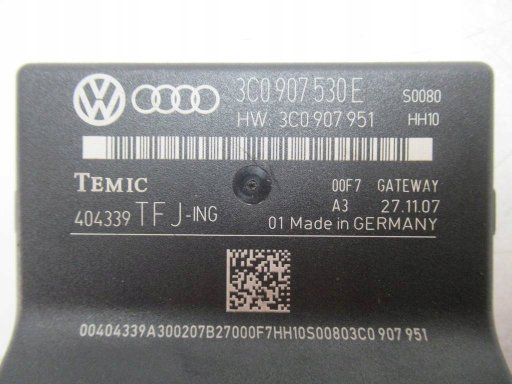 3C0 907 530 E S0080
HW: 3C0 907 951 HH10
TEMIC 00F7 GATEWAY
A3 27.11.07
404339 TFJ-ING 01 Made in GERMANY
00404339A300207B27000F7HH10S00803C0 907 951